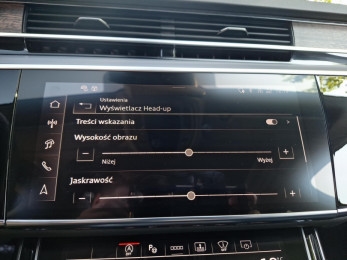 Ustawienia
Wyświetlacz Head-up
Treści wskazania
Wysokość obrazu
Niżej
Wyżej
Jaskrawość